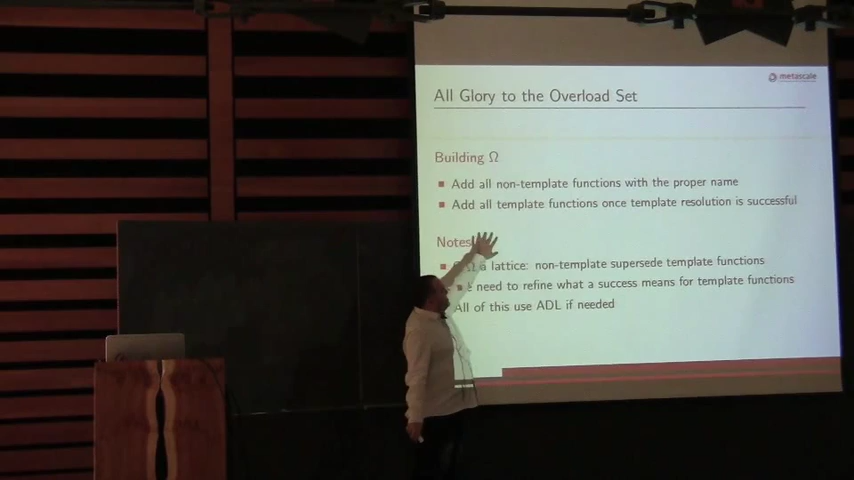 metascale
All Glory to the Overload Set
Building Ω
Add all non-template functions with the proper name
Add all template functions once template resolution is successful
Notes
Ω a lattice: non-template supersede template functions
need to refine what a success means for template functions
All of this use ADL if needed